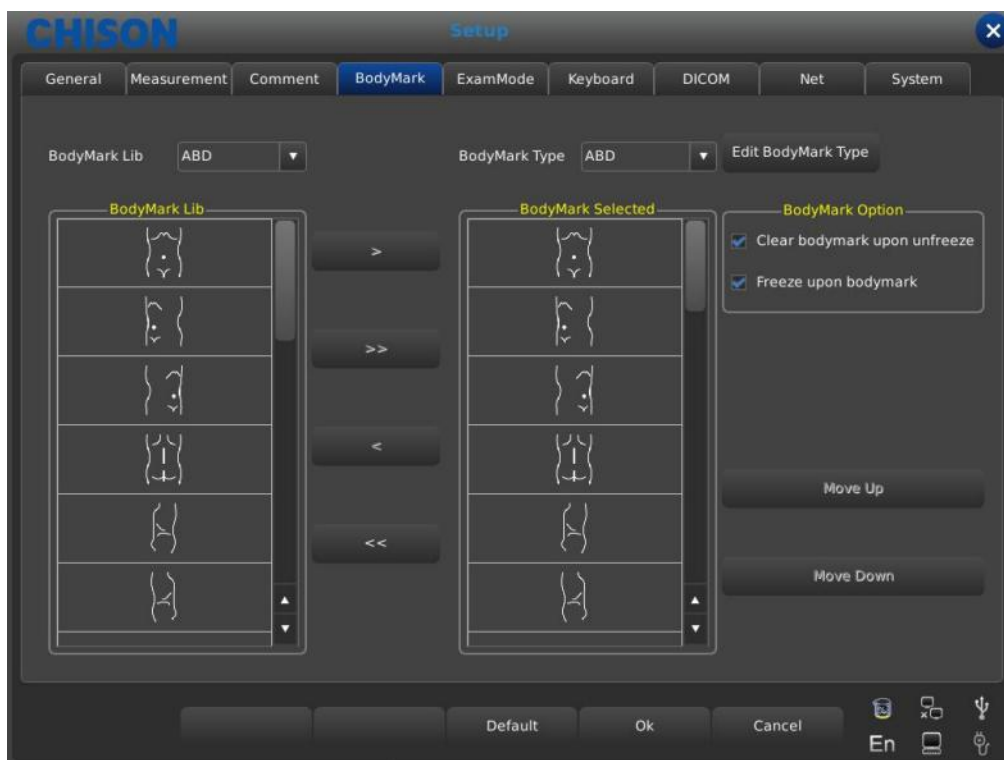 CHISON
Setup
General Measurement Comment BodyMark ExamMode Keyboard DICOM Net System
BodyMark Lib ABD
BodyMark Type ABD Edit BodyMark Type
BodyMark Lib
BodyMark Selected
BodyMark Option
Clear bodymark upon unfreeze
Freeze upon bodymark
>
>>
<
<<
Move Up
Move Down
Default Ok Cancel
En